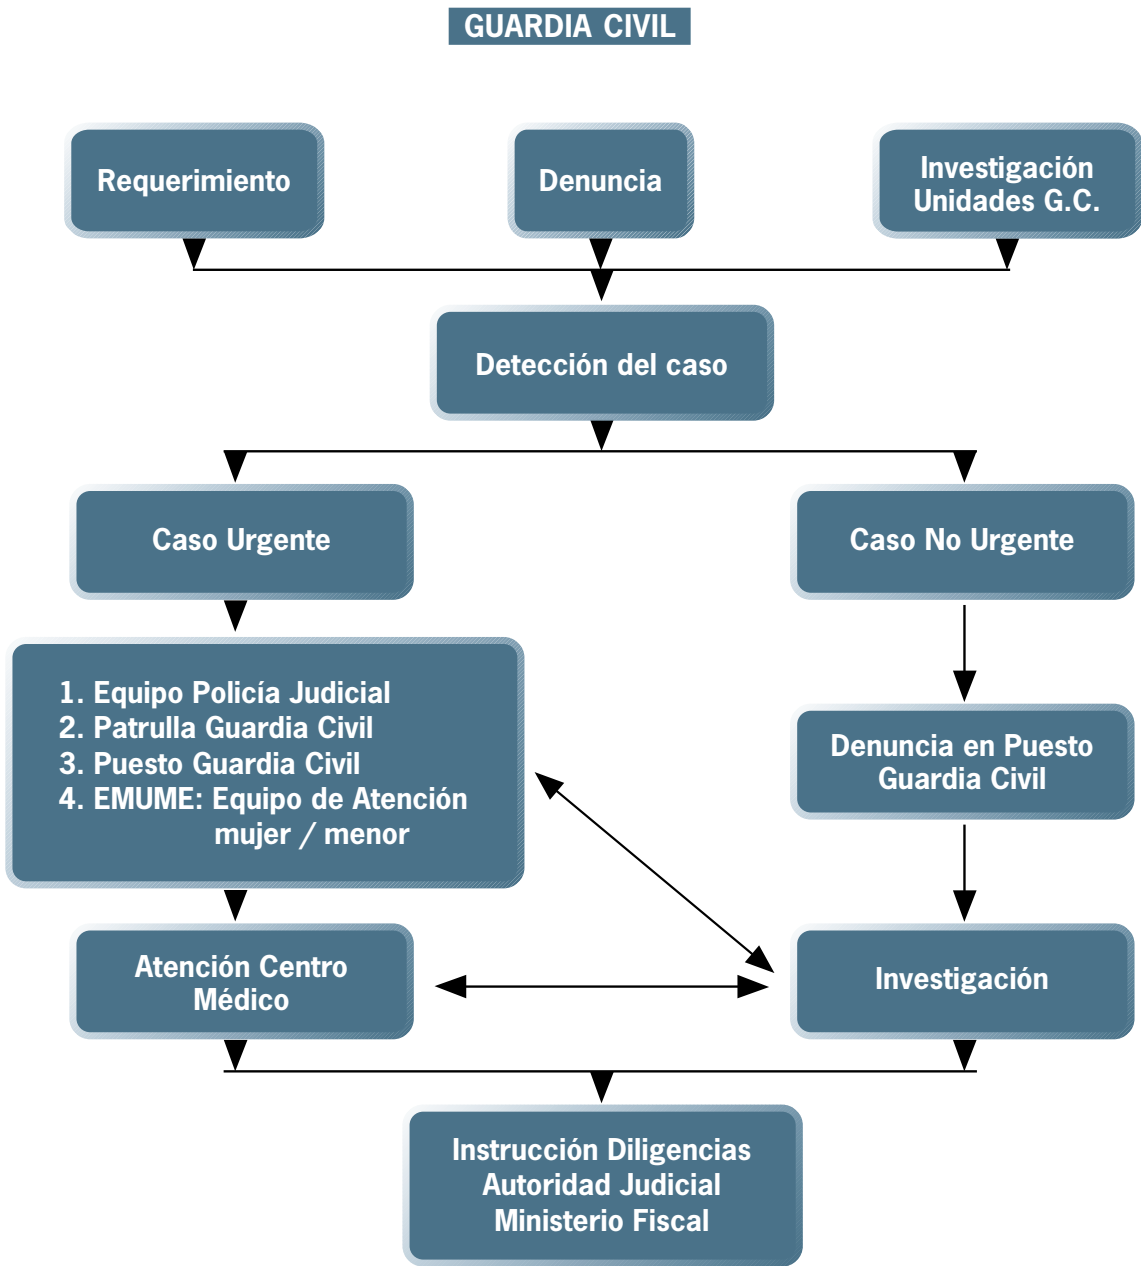 GUARDIA CIVIL
Requerimiento
Denuncia
Investigación
Unidades G.C.
Detección del caso
Caso Urgente
Caso No Urgente
1. Equipo Policía Judicial
2. Patrulla Guardia Civil
3. Puesto Guardia Civil
4. EMUME: Equipo de Atención
mujer / menor
Denuncia en Puesto
Guardia Civil
Atención Centro
Médico
Investigación
Instrucción Diligencias
Autoridad Judicial
Ministerio Fiscal